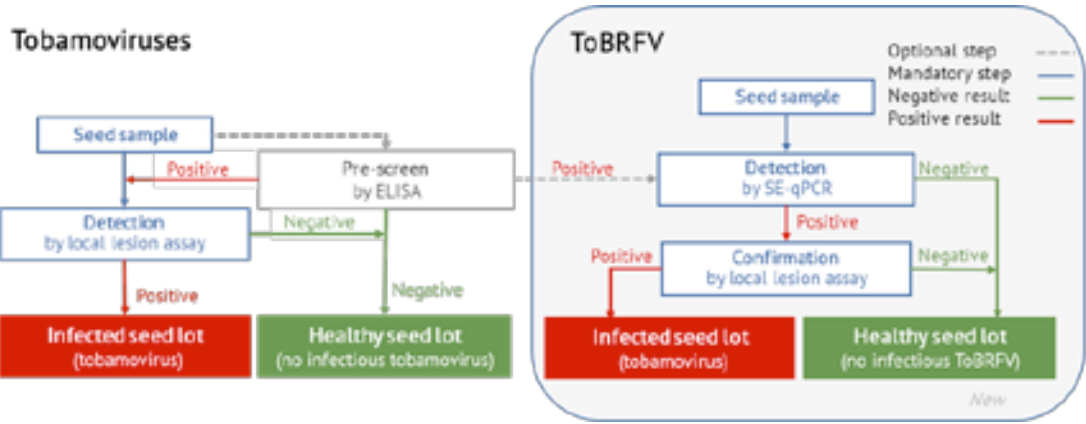 Tobamoviruses
Seed sample
Positive
Pre-screen
by ELISA
Detection
by local lesion assay
Negative
Positive
Negative
Infected seed lot
(tobamovirus)
Healthy seed lot
(no infectious tobamovirus)
ToBRFV
Optional step
Mandatory step
Negative result
Positive result
Seed sample
Positive
Detection
by SE-qPCR
Negative
Positive
Positive
Confirmation
by local lesion assay
Negative
Infected seed lot
(tobamovirus)
Healthy seed lot
(no infectious ToBRFV)
New